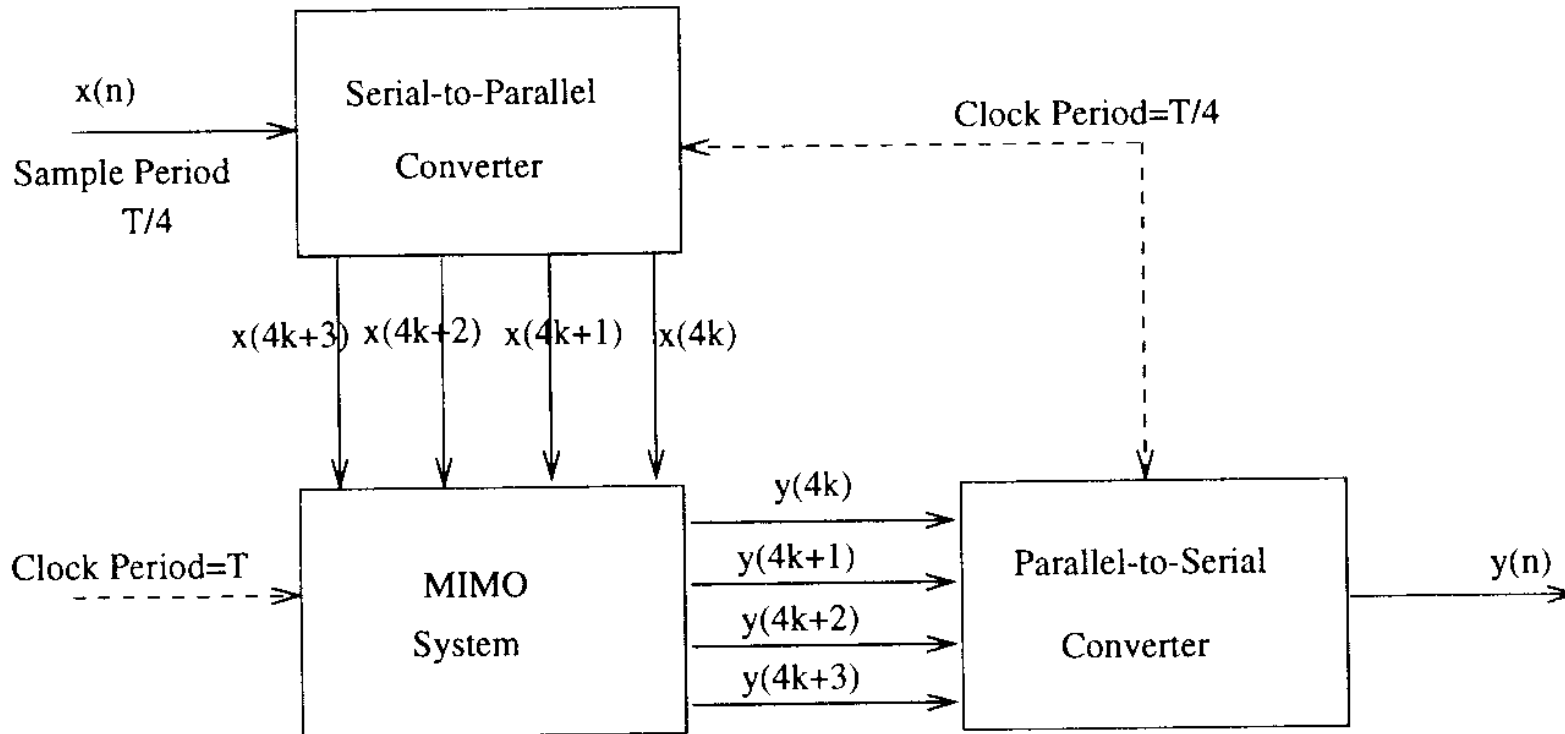 x(n)
Sample Period
T/4
Serial-to-Parallel
Converter
Clock Period=T/4
x(4k+3)
x(4k+2)
x(4k+1)
x(4k)
Clock Period=T
MIMO
System
y(4k)
y(4k+1)
y(4k+2)
y(4k+3)
Parallel-to-Serial
Converter
y(n)